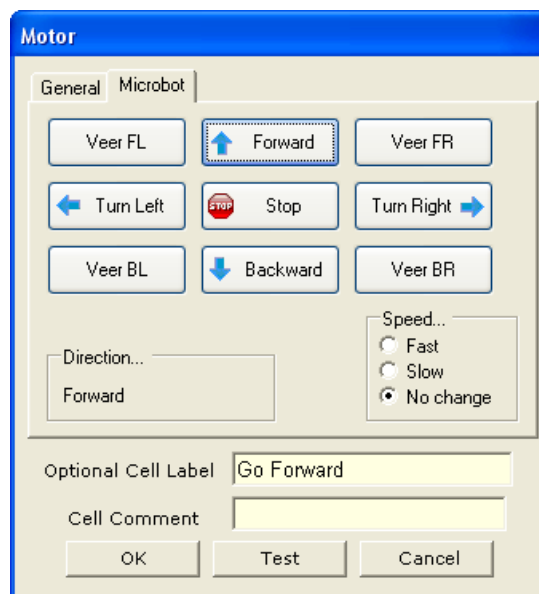 Motor
General Microbot
Veer FL Forward Veer FR
Turn Left STOP Stop Turn Right
Veer BL Backward Veer BR
Speed...
Fast
Slow
No change
Direction...
Forward
Optional Cell Label Go Forward
Cell Comment
OK Test Cancel